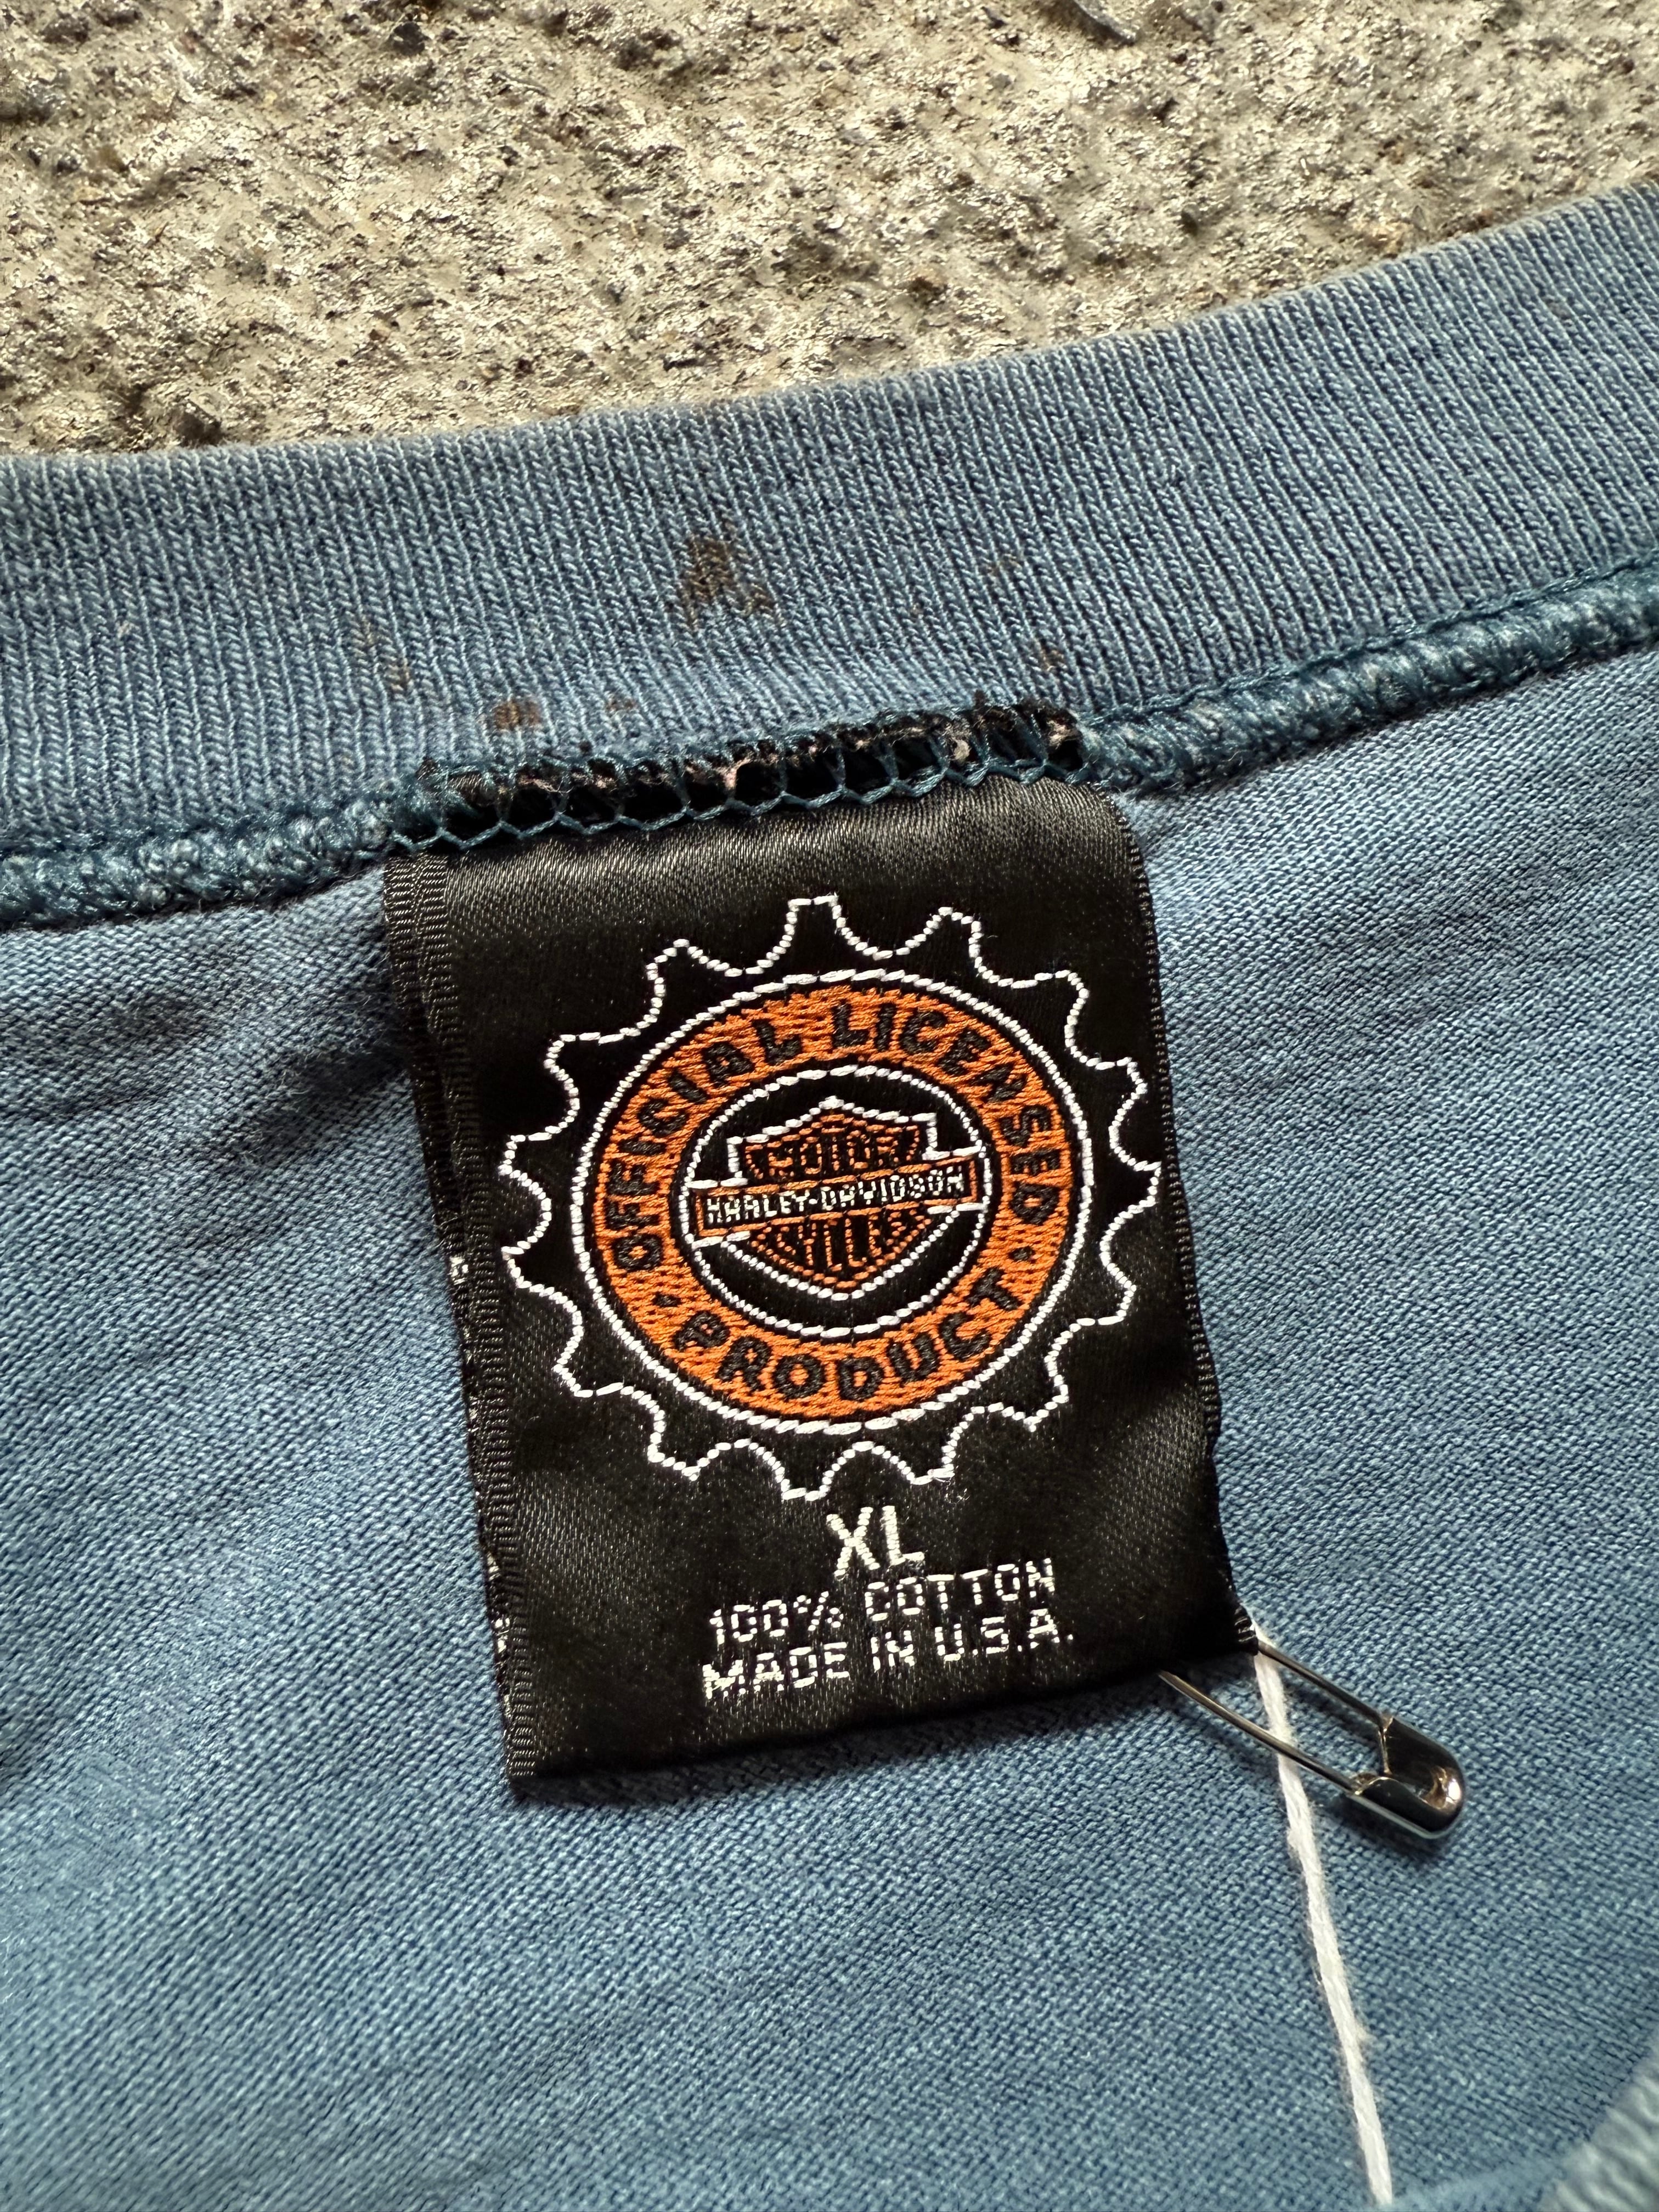 OFFICIAL LICENSED
MOTOR
HARLEY-DAVIDSON
CYCLES
· PRODUCT ·
XL
100% COTTON
MADE IN U.S.A.